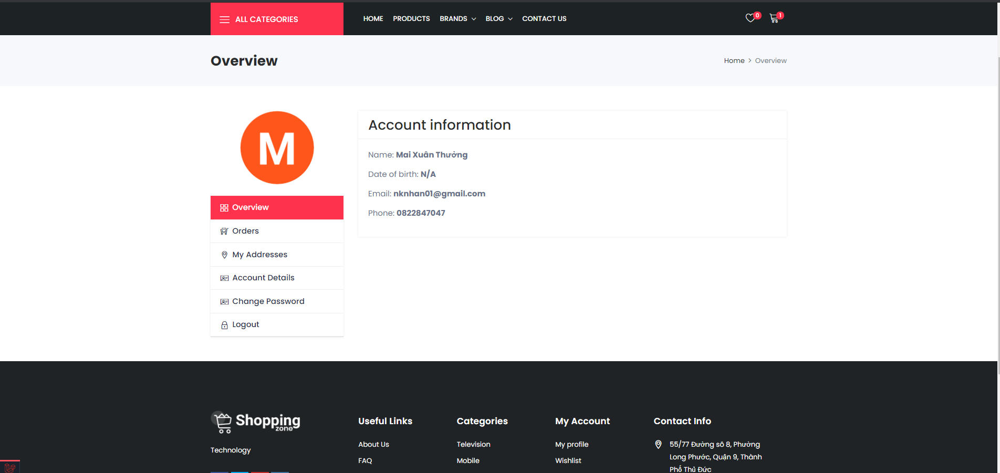 ALL CATEGORIES
HOME PRODUCTS BRANDS BLOG CONTACT US
0 1
Overview
Home > Overview
M
Account information
Name: Mai Xuân Thưởng
Date of birth: N/A
Email: nknhan01@gmail.com
Phone: 0822847047
Overview
Orders
My Addresses
Account Details
Change Password
Logout
Shopping
zone
Technology
Useful Links
About Us
FAQ
Categories
Television
Mobile
My Account
My profile
Wishlist
Contact Info
55/77 Đường số 8, Phường
Long Phước, Quận 9, Thành
Phố Thủ Đức